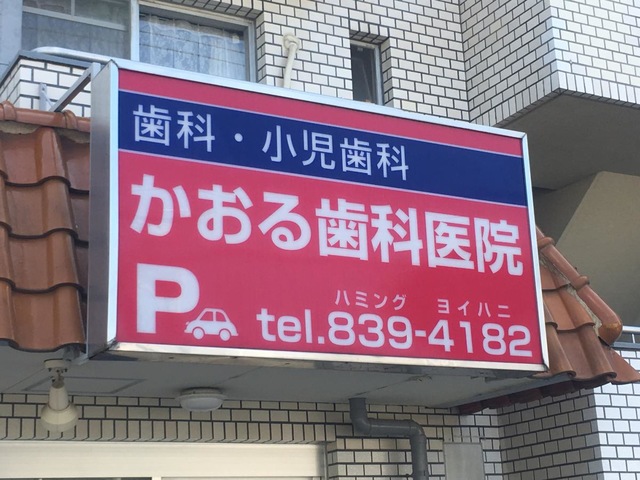 歯科・小児歯科
かおる歯科医院
ハミング ヨイハニ
P tel.839-4182